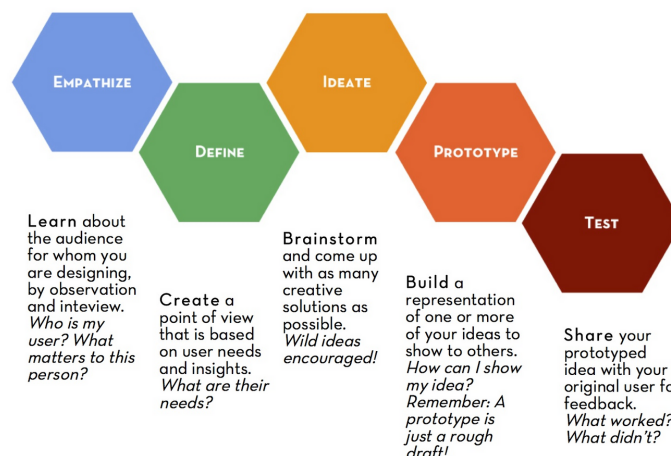 EMPATHIZE
DEFINE
IDEATE
PROTOTYPE
TEST
Learn about
the audience
for whom you
are designing,
by observation
and inteview.
Who is my
user? What
matters to this
person?
Create a
point of view
that is based
on user needs
and insights.
What are their
needs?
Brainstorm
and come up
with as many
creative
solutions as
possible.
Wild ideas
encouraged!
Build a
representation
of one or more
of your ideas to
show to others.
How can I show
my idea?
Remember: A
prototype is
just a rough
draft!
Share your
prototyped
idea with your
original user fo
feedback.
What worked?
What didn't?